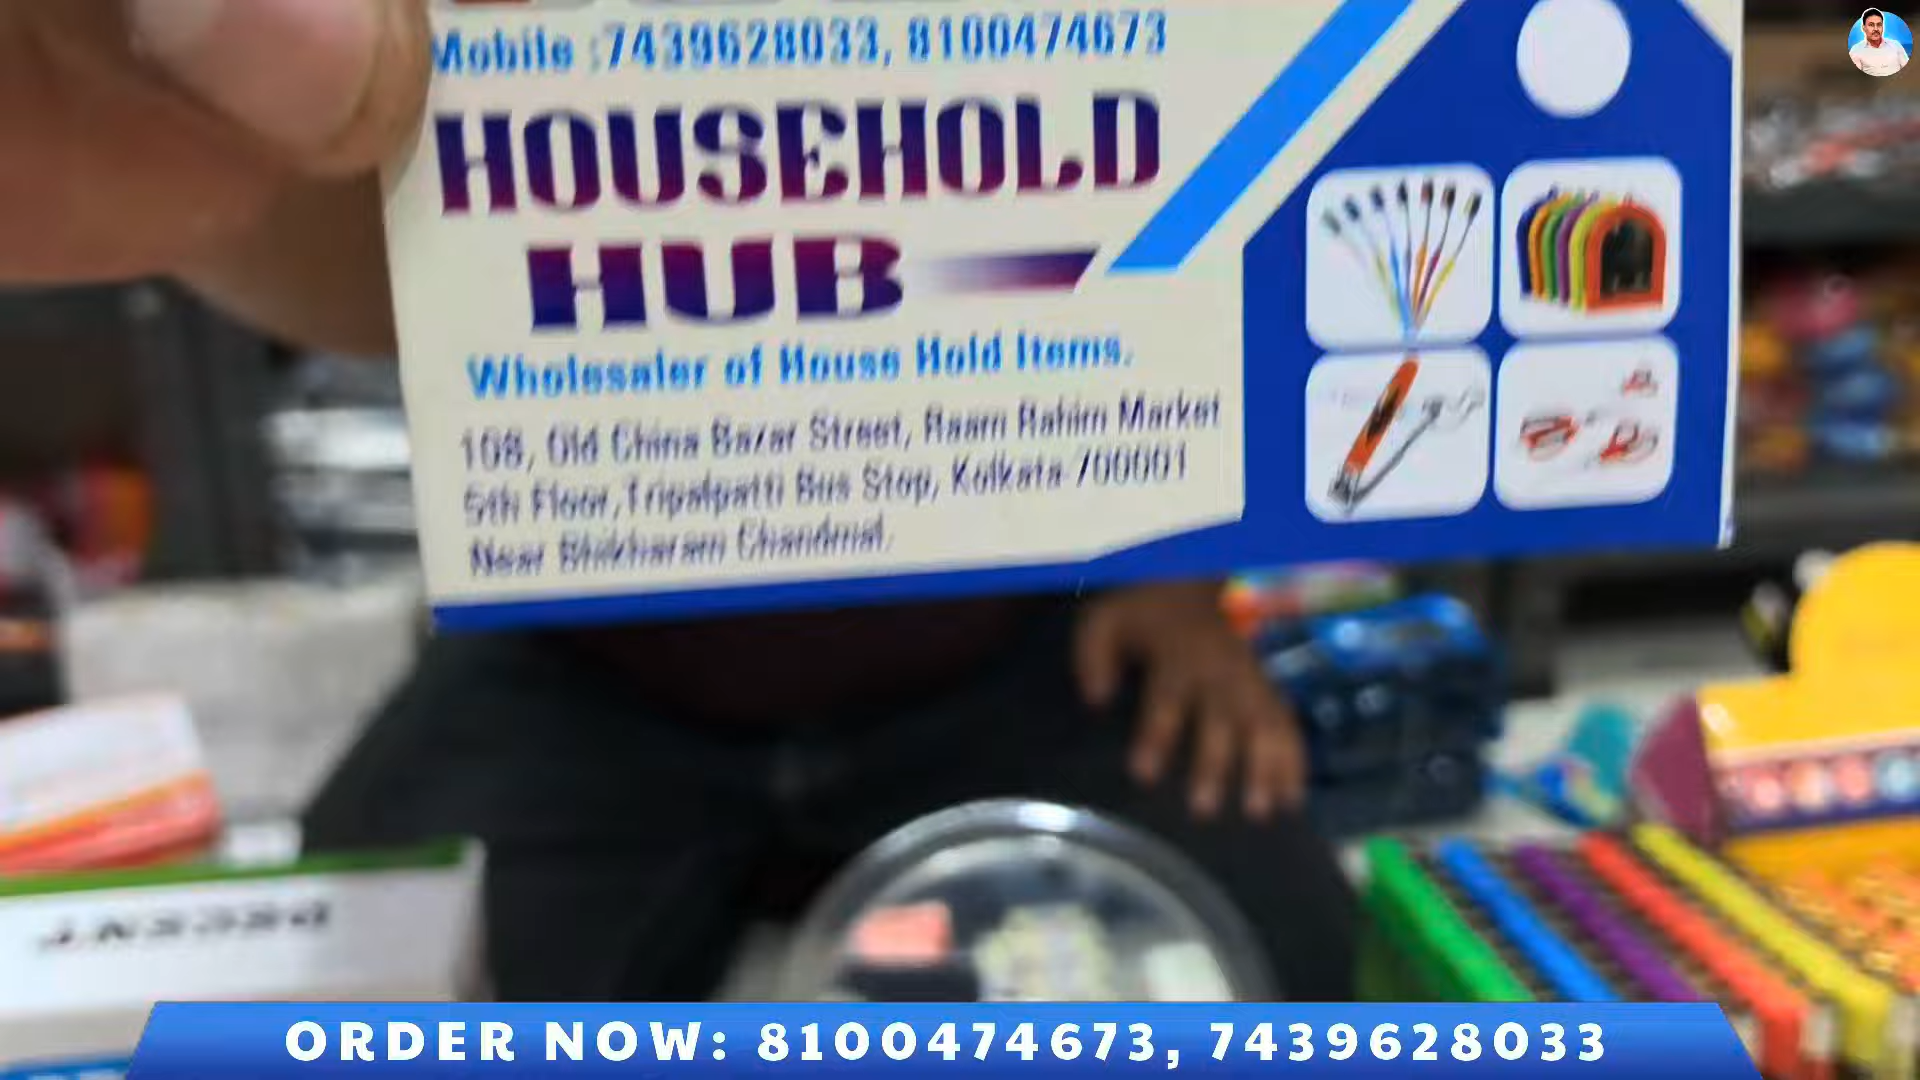 Mobile :7439628033, 8100474673
HOUSEHOLD
HUB
Wholesaler of House Hold Items.
108, Old China Bazar Street, Raam Rahim Market
5th Floor, Tripalpatti Bus Stop, Kolkata-700001
Near Bhikharam Chandmal.
ORDER NOW: 8100474673, 7439628033